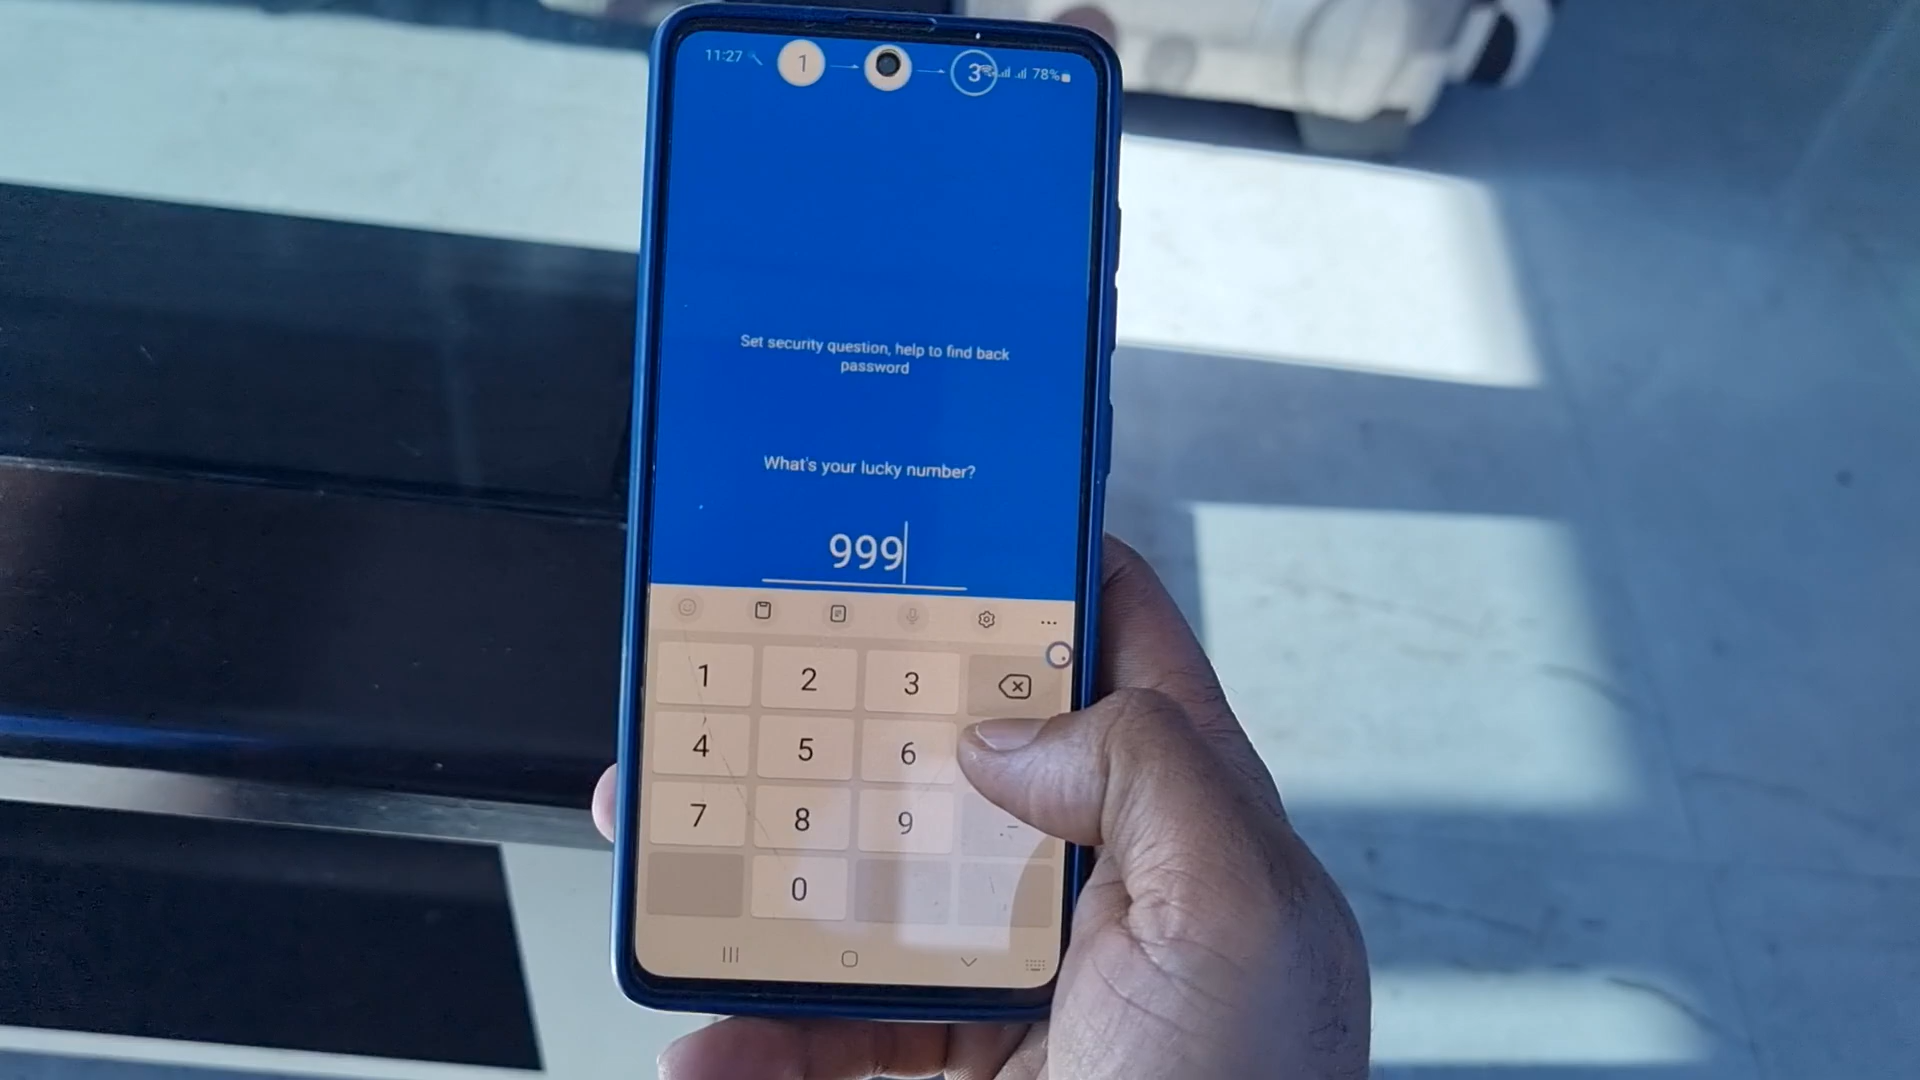 11:27 1 3 78%
Set security question, help to find back
password
What's your lucky number?
999
1 2 3
4 5 6
7 8 9 .-
0